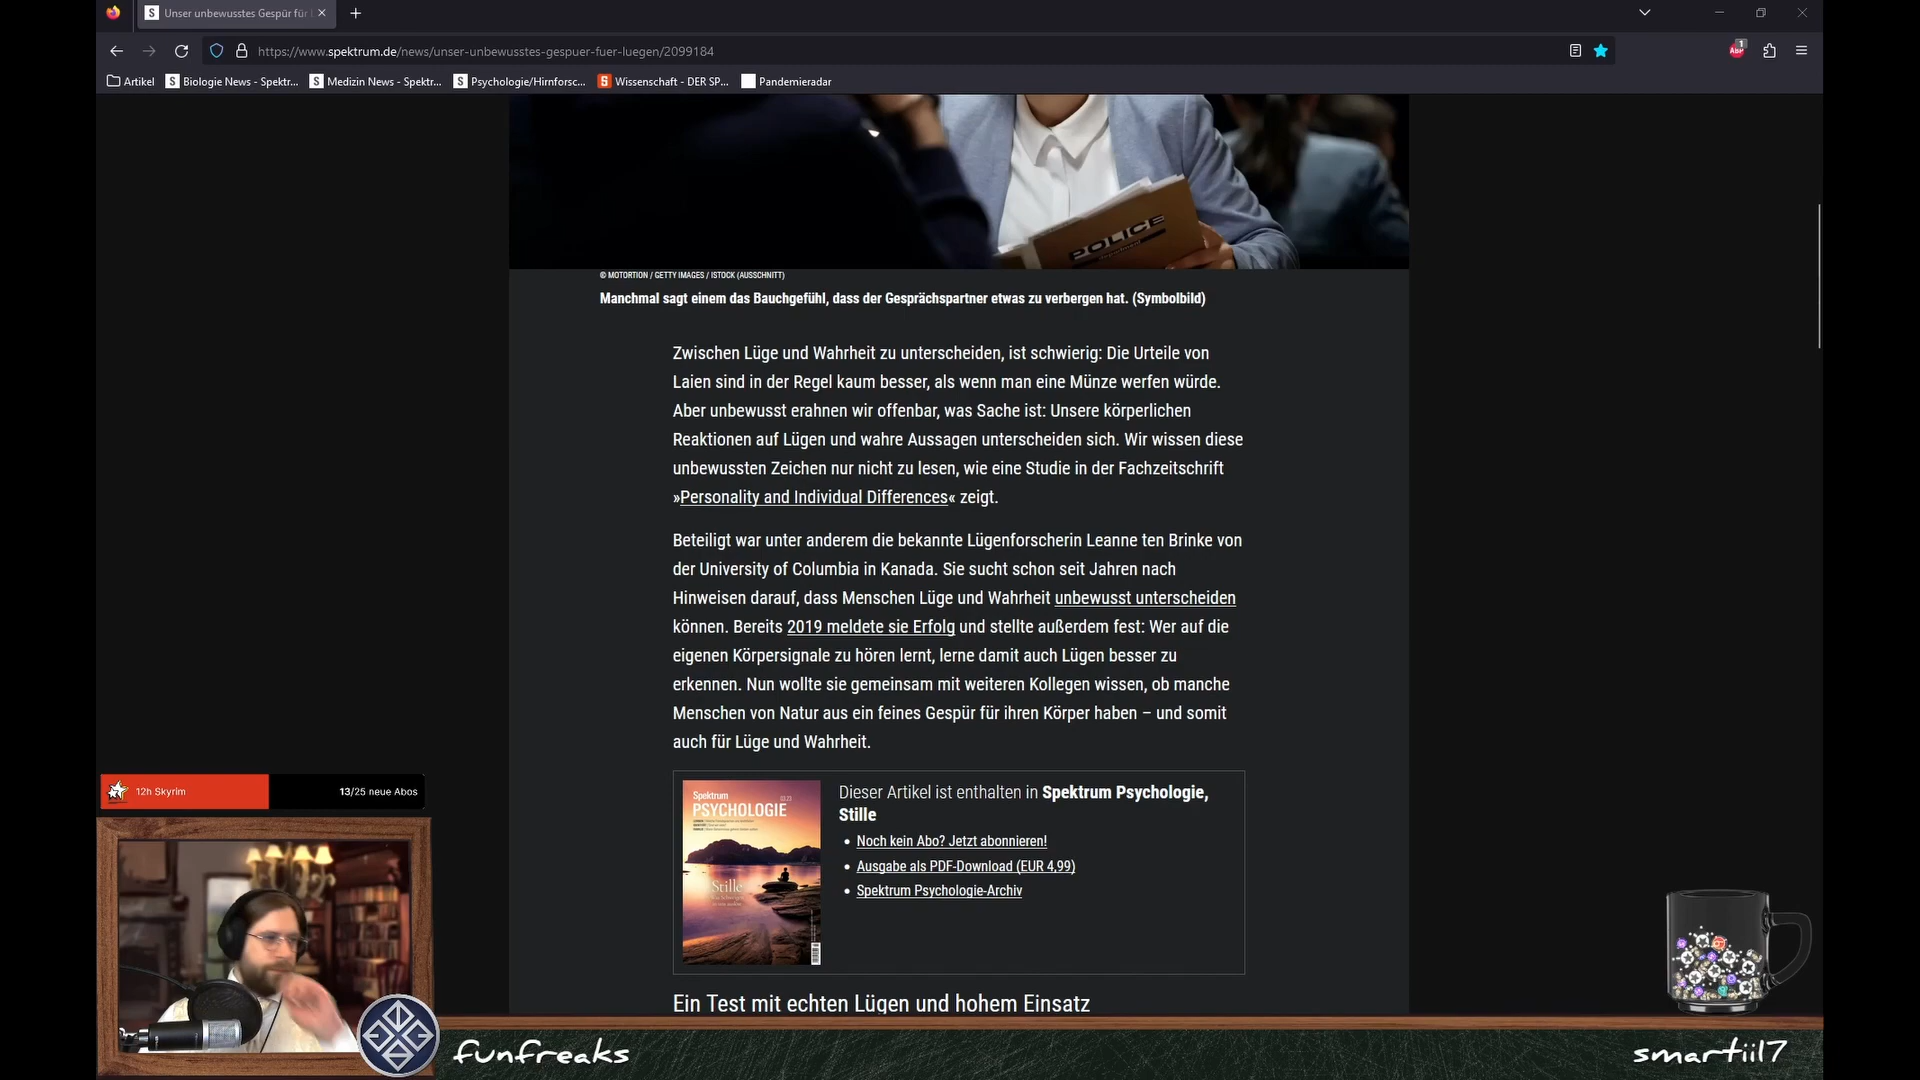 Unser unbewusstes Gespür für
https://www.spektrum.de/news/unser-unbewusstes-gespuer-fuer-luegen/2099184
ABP 1
Artikel
Biologie News - Spektr...
Medizin News - Spektr...
Psychologie/Hirnforsc...
Wissenschaft - DER SP...
Pandemieradar
POLICE
© MOTORTION / GETTY IMAGES / ISTOCK (AUSSCHNITT)
Manchmal sagt einem das Bauchgefühl, dass der Gesprächspartner etwas zu verbergen hat. (Symbolbild)
Zwischen Lüge und Wahrheit zu unterscheiden, ist schwierig: Die Urteile von
Laien sind in der Regel kaum besser, als wenn man eine Münze werfen würde.
Aber unbewusst erahnen wir offenbar, was Sache ist: Unsere körperlichen
Reaktionen auf Lügen und wahre Aussagen unterscheiden sich. Wir wissen diese
unbewussten Zeichen nur nicht zu lesen, wie eine Studie in der Fachzeitschrift
»Personality and Individual Differences« zeigt.
Beteiligt war unter anderem die bekannte Lügenforscherin Leanne ten Brinke von
der University of Columbia in Kanada. Sie sucht schon seit Jahren nach
Hinweisen darauf, dass Menschen Lüge und Wahrheit unbewusst unterscheiden
können. Bereits 2019 meldete sie Erfolg und stellte außerdem fest: Wer auf die
eigenen Körpersignale zu hören lernt, lerne damit auch Lügen besser zu
erkennen. Nun wollte sie gemeinsam mit weiteren Kollegen wissen, ob manche
Menschen von Natur aus ein feines Gespür für ihren Körper haben – und somit
auch für Lüge und Wahrheit.
Spektrum
PSYCHOLOGIE
Stille
Dieser Artikel ist enthalten in Spektrum Psychologie,
Stille
Noch kein Abo? Jetzt abonnieren!
Ausgabe als PDF-Download (EUR 4,99)
Spektrum Psychologie-Archiv
Ein Test mit echten Lügen und hohem Einsatz
12h Skyrim
13/25 neue Abos
funfreaks
smartiil7